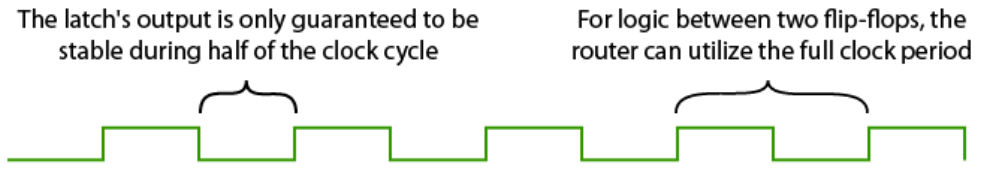 The latch's output is only guaranteed to be
stable during half of the clock cycle
For logic between two flip-flops, the
router can utilize the full clock period